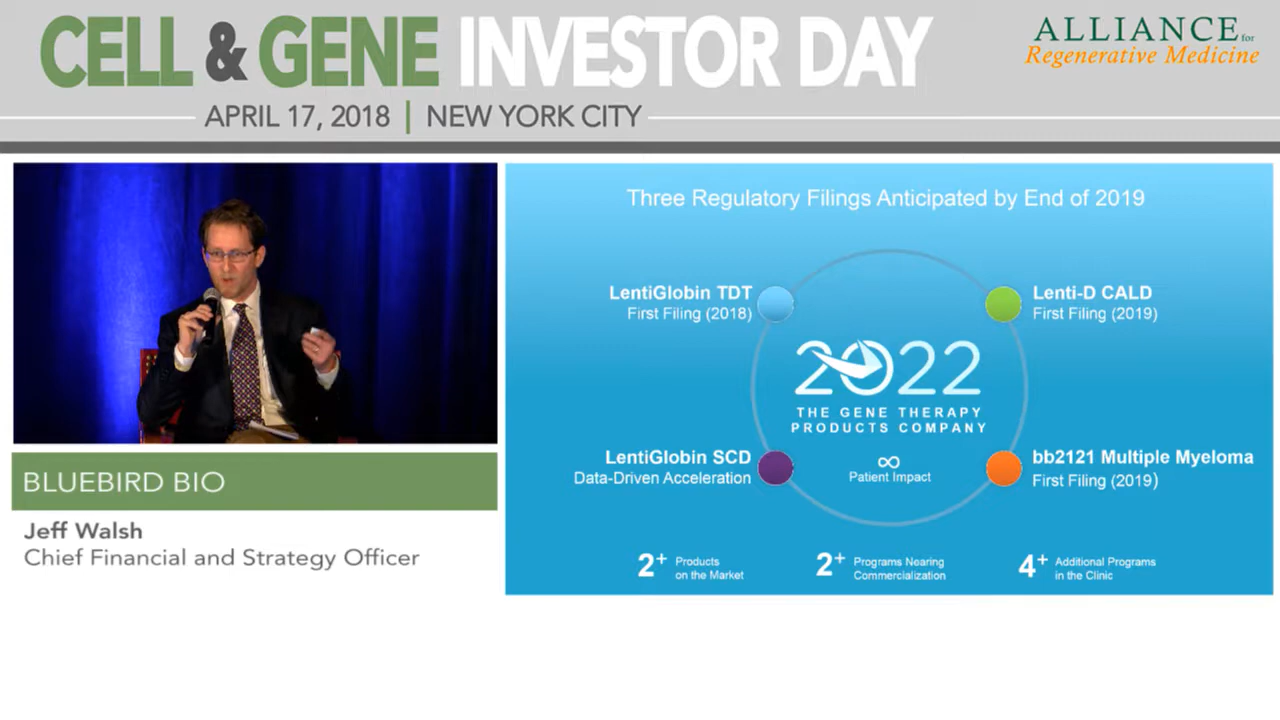 CELL & GENE INVESTOR DAY
APRIL 17, 2018 | NEW YORK CITY
ALLIANCE for
Regenerative Medicine
BLUEBIRD BIO
Jeff Walsh
Chief Financial and Strategy Officer
Three Regulatory Filings Anticipated by End of 2019
LentiGlobin TDT
First Filing (2018)
Lenti-D CALD
First Filing (2019)
2022
THE GENE THERAPY
PRODUCTS COMPANY
LentiGlobin SCD
Data-Driven Acceleration
∞
Patient Impact
bb2121 Multiple Myeloma
First Filing (2019)
2+ Products
on the Market
2+ Programs Nearing
Commercialization
4+ Additional Programs
in the Clinic